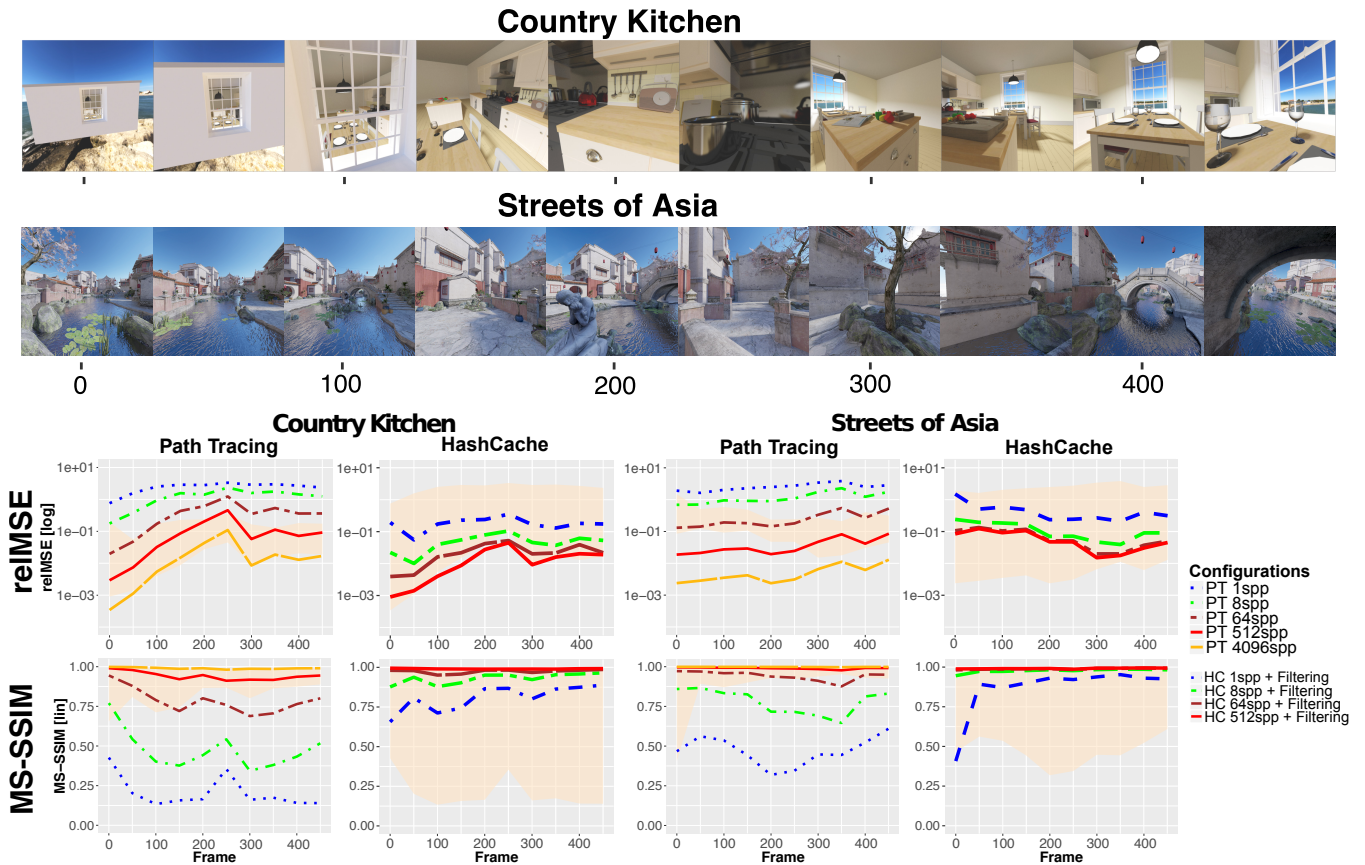 Country Kitchen
Streets of Asia
0 100 200 300 400
Country Kitchen Streets of Asia
Path Tracing HashCache Path Tracing HashCache
relMSE
relMSE [log]
1e+01 1e+01 1e+01 1e+01
1e−01 1e−01 1e−01 1e−01
1e−03 1e−03 1e−03 1e−03
0 100 200 300 400 0 100 200 300 400 0 100 200 300 400 0 100 200 300 400
MS-SSIM
MS−SSIM [lin]
1.00 1.00 1.00 1.00
0.75 0.75 0.75 0.75
0.50 0.50 0.50 0.50
0.25 0.25 0.25 0.25
0.00 0.00 0.00 0.00
0 100 200 300 400 0 100 200 300 400 0 100 200 300 400 0 100 200 300 400
Frame Frame Frame Frame
Configurations
PT 1spp
PT 8spp
PT 64spp
PT 512spp
PT 4096spp
HC 1spp + Filtering
HC 8spp + Filtering
HC 64spp + Filtering
HC 512spp + Filtering